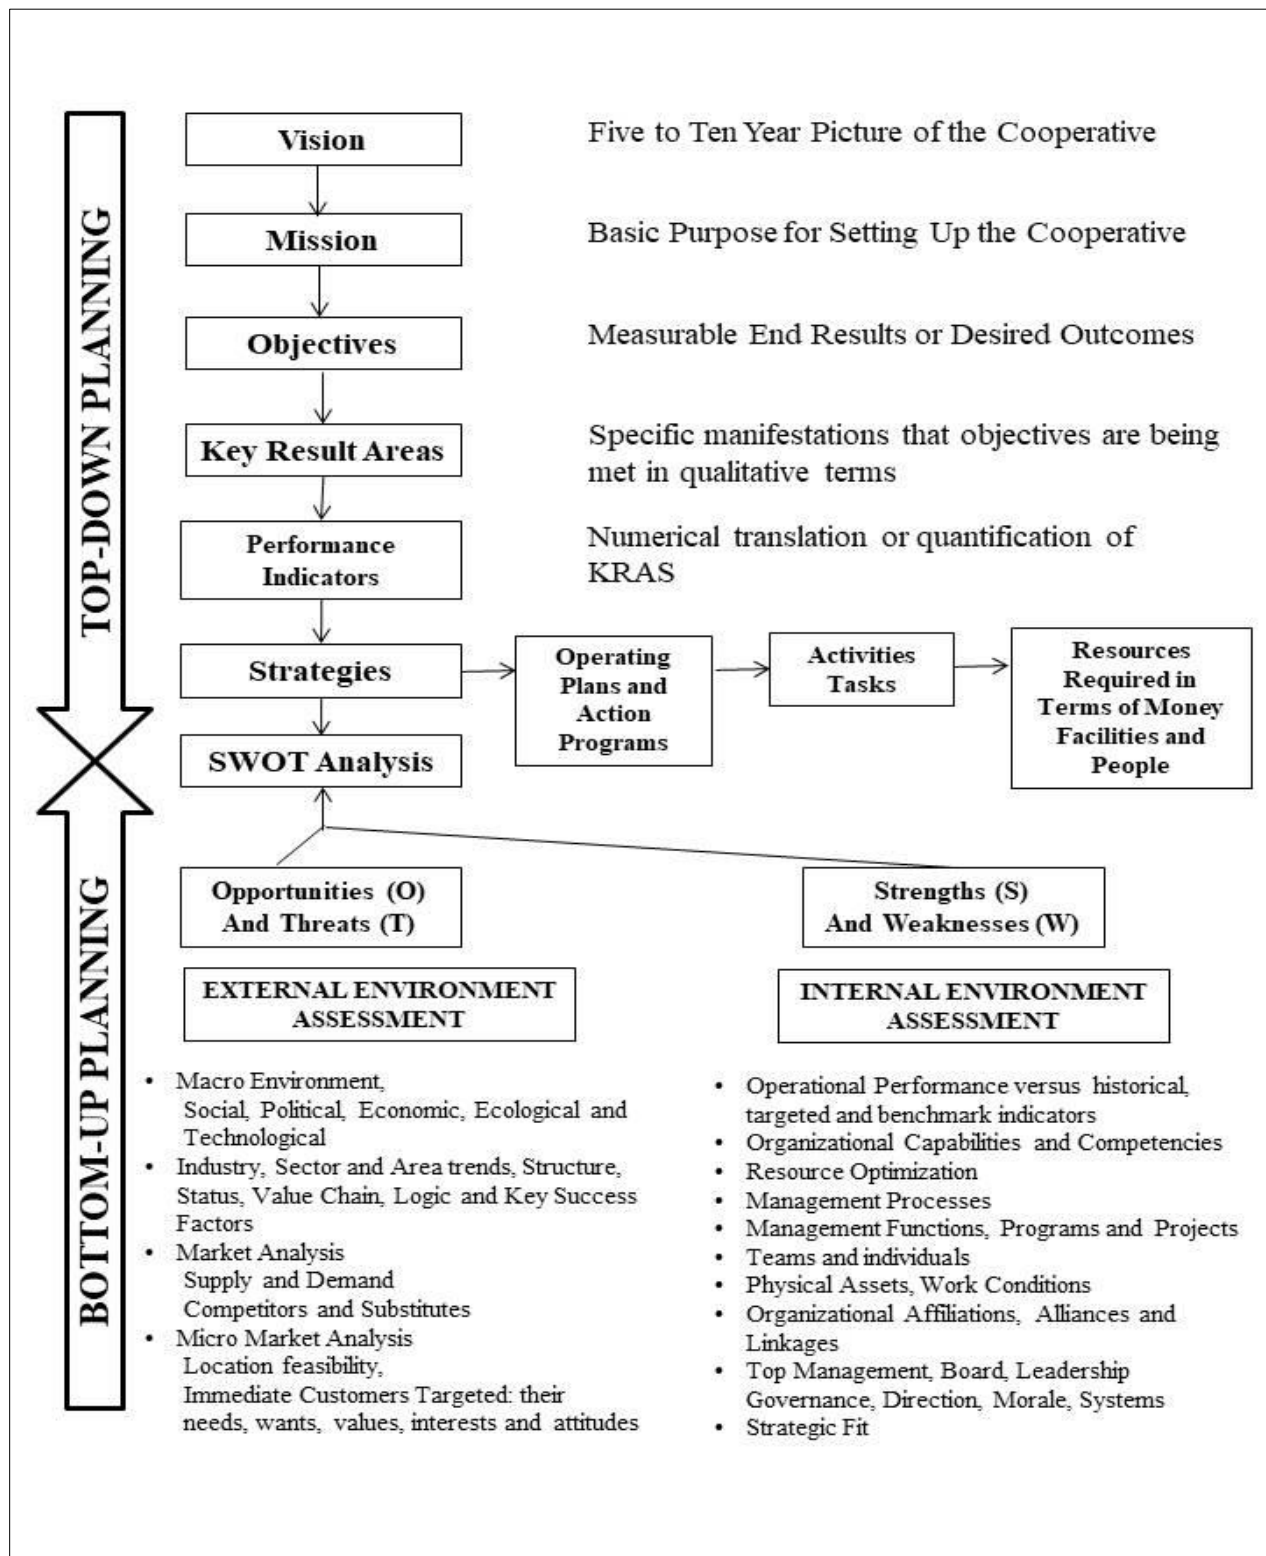 TOP-DOWN PLANNING
Vision
Five to Ten Year Picture of the Cooperative
Mission
Basic Purpose for Setting Up the Cooperative
Objectives
Measurable End Results or Desired Outcomes
Key Result Areas
Specific manifestations that objectives are being
met in qualitative terms
Performance
Indicators
Numerical translation or quantification of
KRAS
Strategies
Operating
Plans and
Action
Programs
Activities
Tasks
Resources
Required in
Terms of Money
Facilities and
People
SWOT Analysis
BOTTOM-UP PLANNING
Opportunities (O)
And Threats (T)
Strengths (S)
And Weaknesses (W)
EXTERNAL ENVIRONMENT
ASSESSMENT
INTERNAL ENVIRONMENT
ASSESSMENT
• Macro Environment,
Social, Political, Economic, Ecological and
Technological
• Industry, Sector and Area trends, Structure,
Status, Value Chain, Logic and Key Success
Factors
• Market Analysis
Supply and Demand
Competitors and Substitutes
• Micro Market Analysis
Location feasibility,
Immediate Customers Targeted: their
needs, wants, values, interests and attitudes
• Operational Performance versus historical,
targeted and benchmark indicators
• Organizational Capabilities and Competencies
• Resource Optimization
• Management Processes
• Management Functions, Programs and Projects
• Teams and individuals
• Physical Assets, Work Conditions
• Organizational Affiliations, Alliances and
Linkages
• Top Management, Board, Leadership
Governance, Direction, Morale, Systems
• Strategic Fit